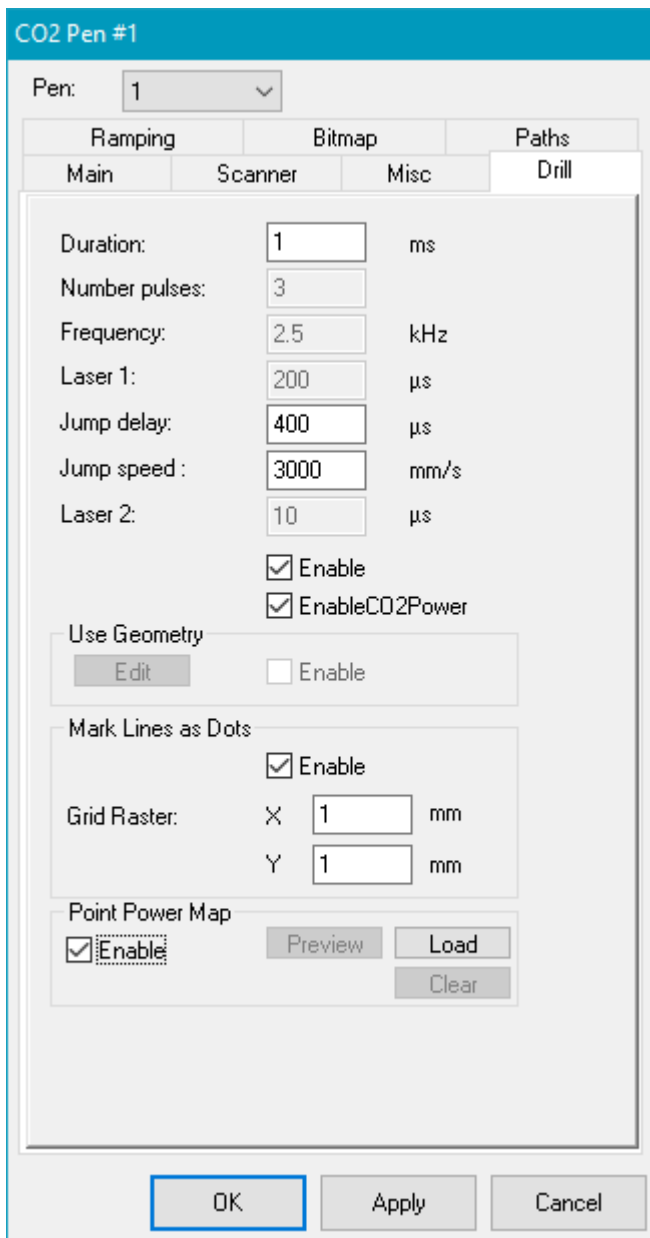 CO2 Pen #1
Pen: 1
Ramping Bitmap Paths
Main Scanner Misc Drill
Duration: 1 ms
Number pulses: 3
Frequency: 2.5 kHz
Laser 1: 200 µs
Jump delay: 400 µs
Jump speed : 3000 mm/s
Laser 2: 10 µs
Enable
EnableCO2Power
Use Geometry
Edit Enable
Mark Lines as Dots
Enable
Grid Raster: X 1 mm
Y 1 mm
Point Power Map
Enable Preview Load
Clear
OK Apply Cancel